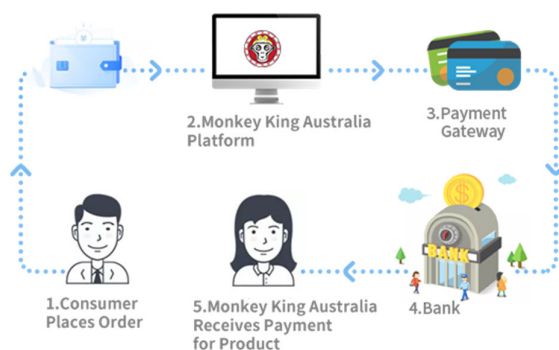 2.Monkey King Australia
Platform
3.Payment
Gateway
1.Consumer
Places Order
5.Monkey King Australia
Receives Payment
for Product
BANK
4.Bank